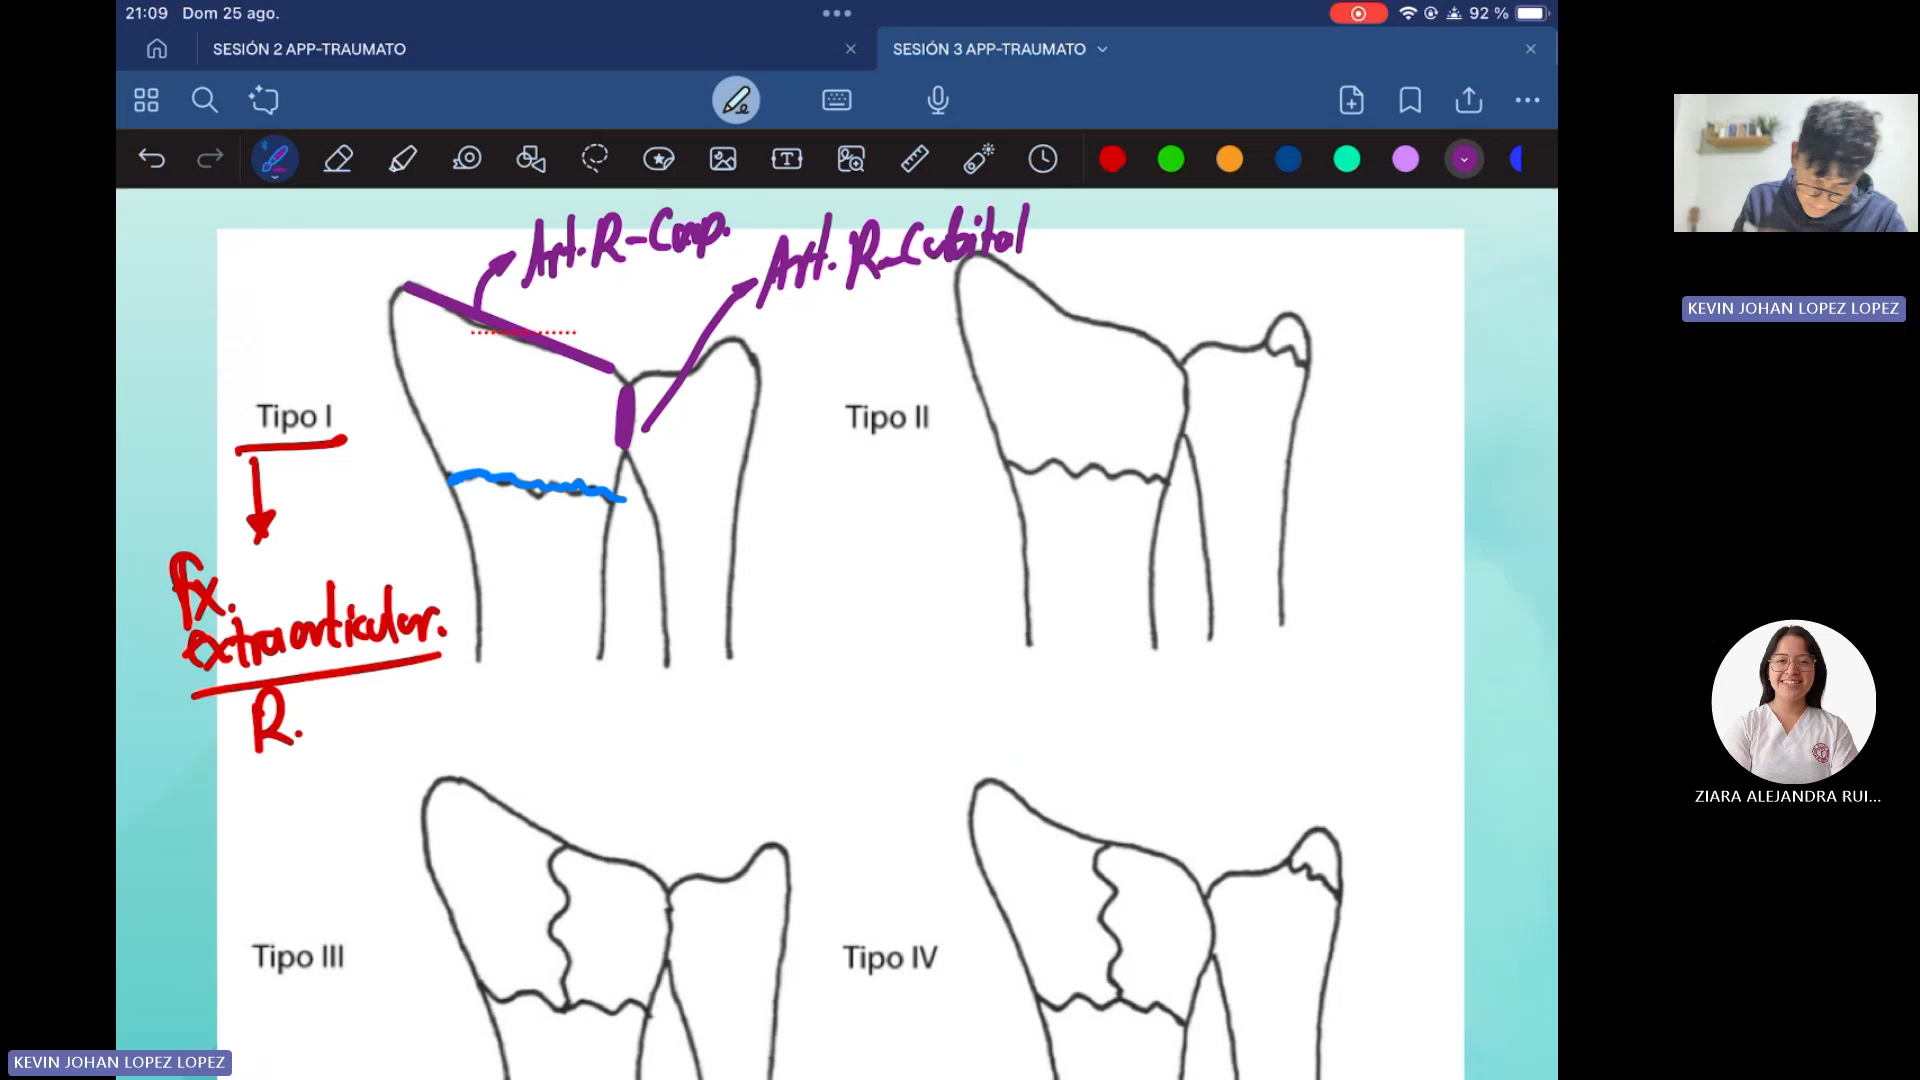 21:09 Dom 25 ago.
92 %
SESIÓN 2 APP-TRAUMATO
SESIÓN 3 APP-TRAUMATO
Art. R-Carp.
Art. R-Cubital
Tipo I
Tipo II
Fx.
extraarticular.
R.
Tipo III
Tipo IV
KEVIN JOHAN LOPEZ LOPEZ
KEVIN JOHAN LOPEZ LOPEZ
ZIARA ALEJANDRA RUI...